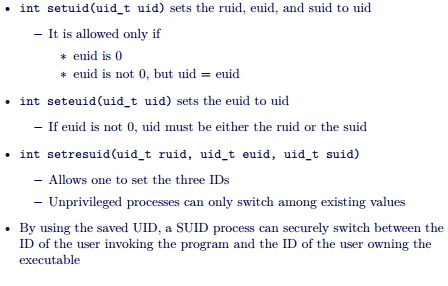 • int setuid(uid_t uid) sets the ruid, euid, and suid to uid
– It is allowed only if
∗ euid is 0
∗ euid is not 0, but uid = euid
• int seteuid(uid_t uid) sets the euid to uid
– If euid is not 0, uid must be either the ruid or the suid
• int setresuid(uid_t ruid, uid_t euid, uid_t suid)
– Allows one to set the three IDs
– Unprivileged processes can only switch among existing values
• By using the saved UID, a SUID process can securely switch between the
ID of the user invoking the program and the ID of the user owning the
executable